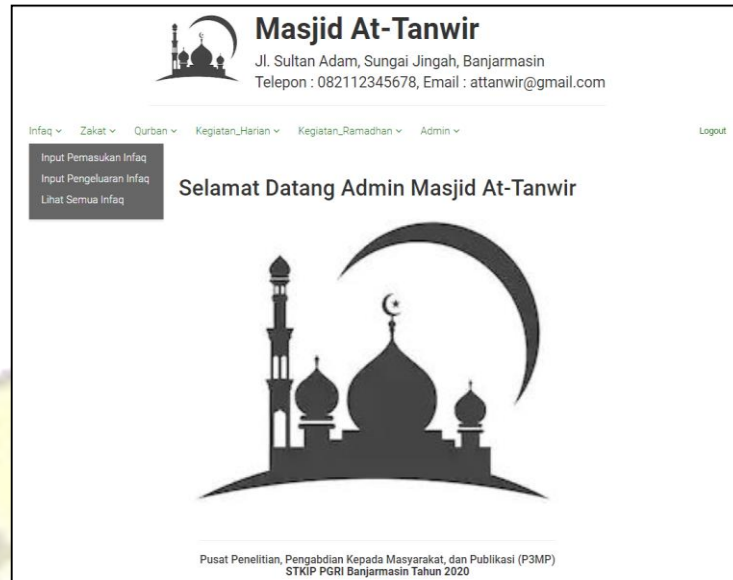 Masjid At-Tanwir
Jl. Sultan Adam, Sungai Jingah, Banjarmasin
Telepon : 082112345678, Email : attanwir@gmail.com
Infaq Zakat Qurban Kegiatan_Harian Kegiatan_Ramadhan Admin Logout
Input Pemasukan Infaq
Input Pengeluaran Infaq
Lihat Semua Infaq
Selamat Datang Admin Masjid At-Tanwir
Pusat Penelitian, Pengabdian Kepada Masyarakat, dan Publikasi (P3MP)
STKIP PGRI Banjarmasin Tahun 2020